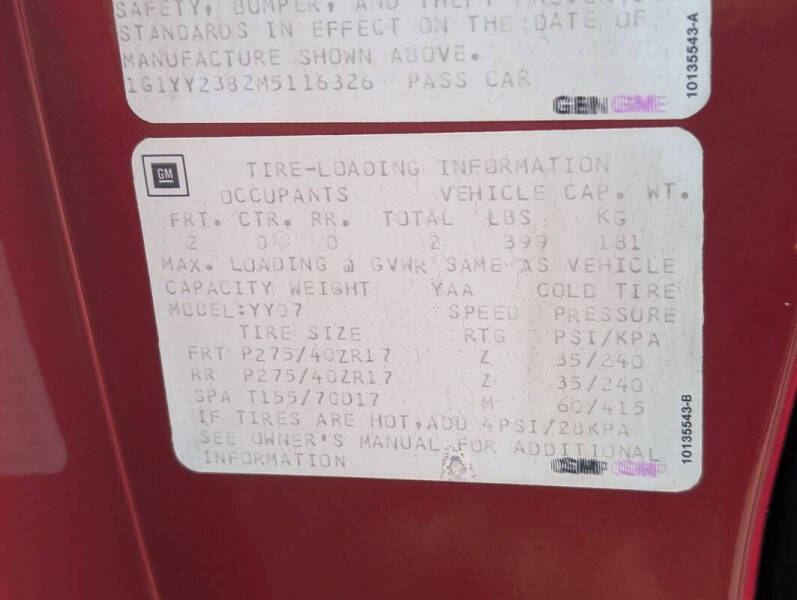 SAFETY, BUMPER, AND THEFT PREVENTION
STANDARDS IN EFFECT ON THE DATE OF
MANUFACTURE SHOWN ABOVE.
1G1YY2382M5116326 PASS CAR
GEN GME
10135543-A
GM
TIRE-LOADING INFORMATION
OCCUPANTS VEHICLE CAP. WT.
FRT. CTR. RR. TOTAL LBS KG
2 0 0 2 399 181
MAX. LOADING @ GVWR SAME AS VEHICLE
CAPACITY WEIGHT YAA COLD TIRE
MODEL:YY07 SPEED PRESSURE
TIRE SIZE RTG PSI/KPA
FRT P275/40ZR17 Z 35/240
RR P275/40ZR17 Z 35/240
SPA T155/70D17 M 60/415
IF TIRES ARE HOT,ADD 4PSI/28KPA
SEE OWNER'S MANUAL FOR ADDITIONAL
INFORMATION
10135543-B